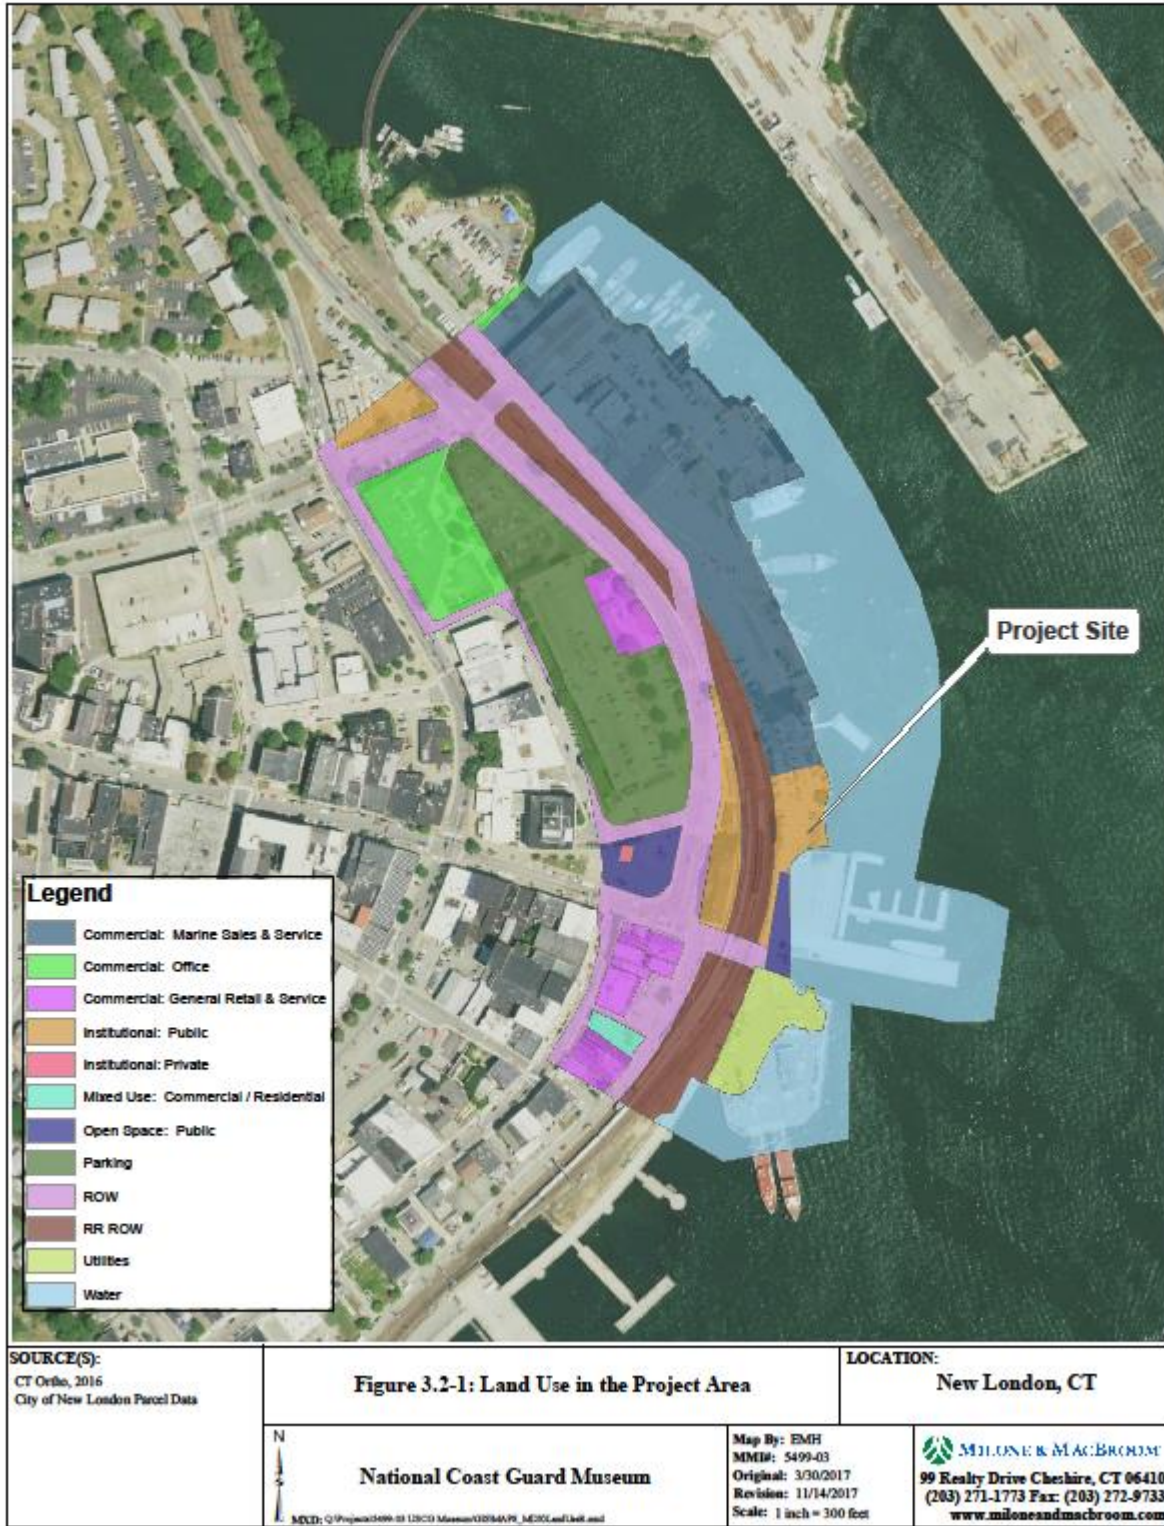 Project Site
Legend
Commercial: Marine Sales & Service
Commercial: Office
Commercial: General Retail & Service
Institutional: Public
Institutional: Private
Mixed Use: Commercial / Residential
Open Space: Public
Parking
ROW
RR ROW
Utilities
Water
SOURCE(S):
CT Ortho, 2016
City of New London Parcel Data
Figure 3.2-1: Land Use in the Project Area
LOCATION:
New London, CT
N
National Coast Guard Museum
MXD:
Map By: EMH
MMI#: 5499-03
Original: 3/30/2017
Revision: 11/14/2017
Scale: 1 inch = 300 feet
MILONE & MACBROOM
99 Realty Drive Cheshire, CT 06410
(203) 271-1773 Fax: (203) 272-9733
www.miloneandmacbroom.com